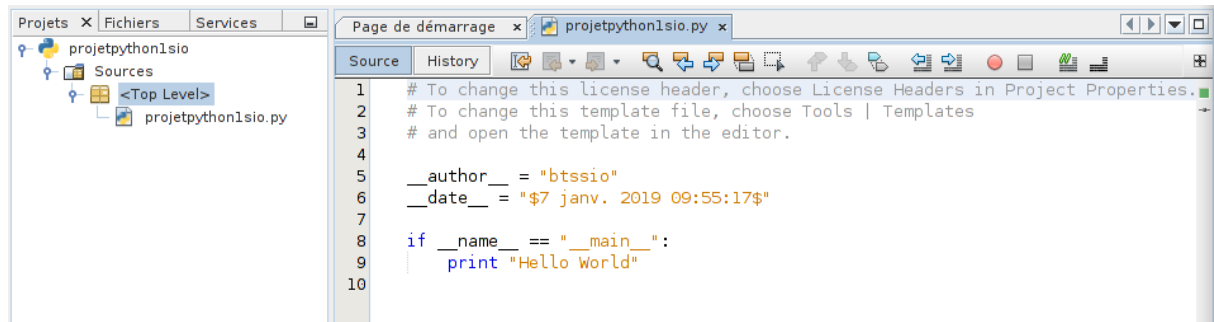 Projets Fichiers Services
projetpython1sio
Sources
<Top Level>
projetpython1sio.py
Page de démarrage projetpython1sio.py
Source History
1 # To change this license header, choose License Headers in Project Properties.
2 # To change this template file, choose Tools | Templates
3 # and open the template in the editor.
4
5 __author__ = "btssio"
6 __date__ = "$7 janv. 2019 09:55:17$"
7
8 if __name__ == "__main__":
9 print "Hello World"
10